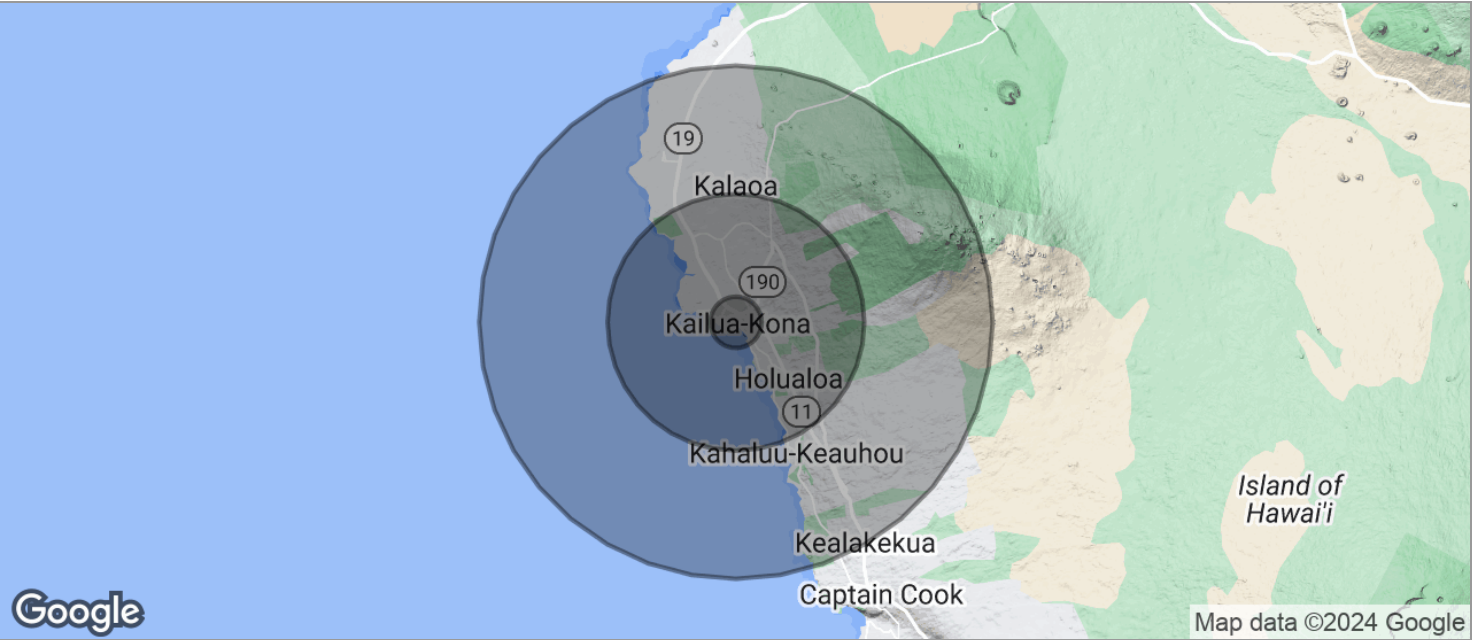 19
Kalaoa
190
Kailua-Kona
Holualoa
11
Kahaluu-Keauhou
Island of
Hawai'i
Kealakekua
Captain Cook
Google
Map data ©2024 Google